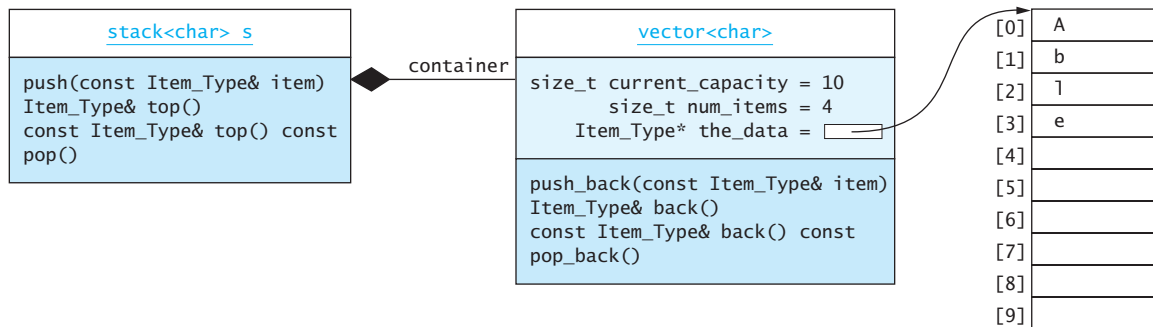 stack<char> s
push(const Item_Type& item)
Item_Type& top()
const Item_Type& top() const
pop()
container
vector<char>
size_t current_capacity = 10
size_t num_items = 4
Item_Type* the_data =
push_back(const Item_Type& item)
Item_Type& back()
const Item_Type& back() const
pop_back()
[0] A
[1] b
[2] l
[3] e
[4]
[5]
[6]
[7]
[8]
[9]